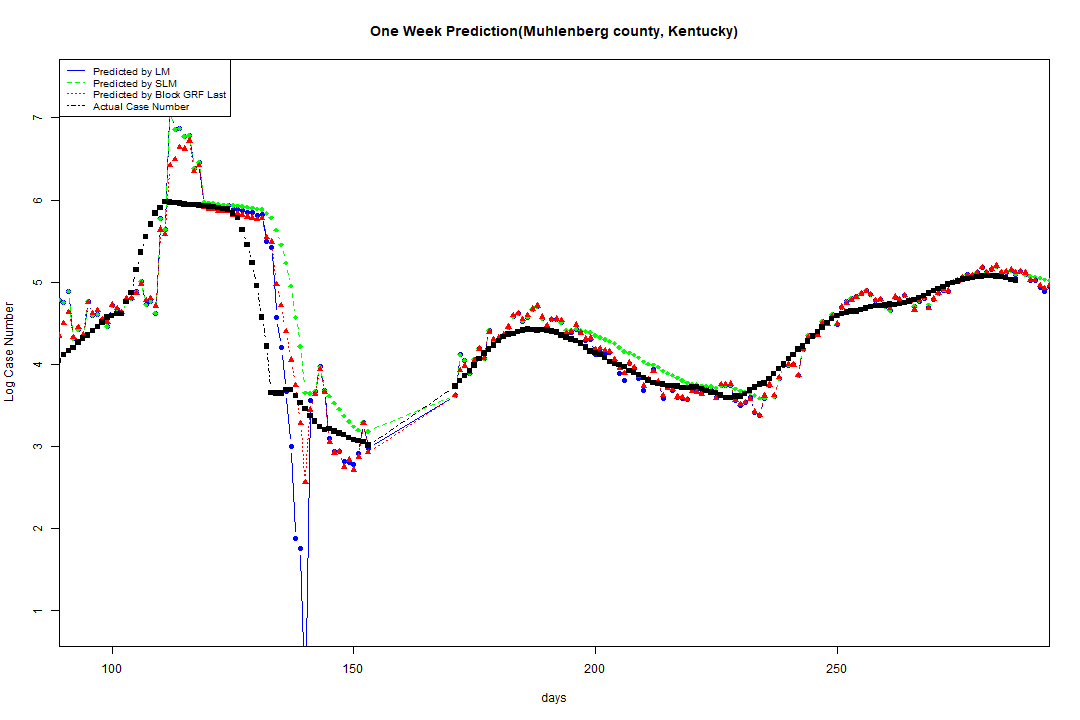 One Week Prediction(Muhlenberg county, Kentucky)
Predicted by LM
Predicted by SLM
Predicted by Block GRF Last
Actual Case Number
7
6
5
4
3
2
1
Log Case Number
100 150 200 250
days